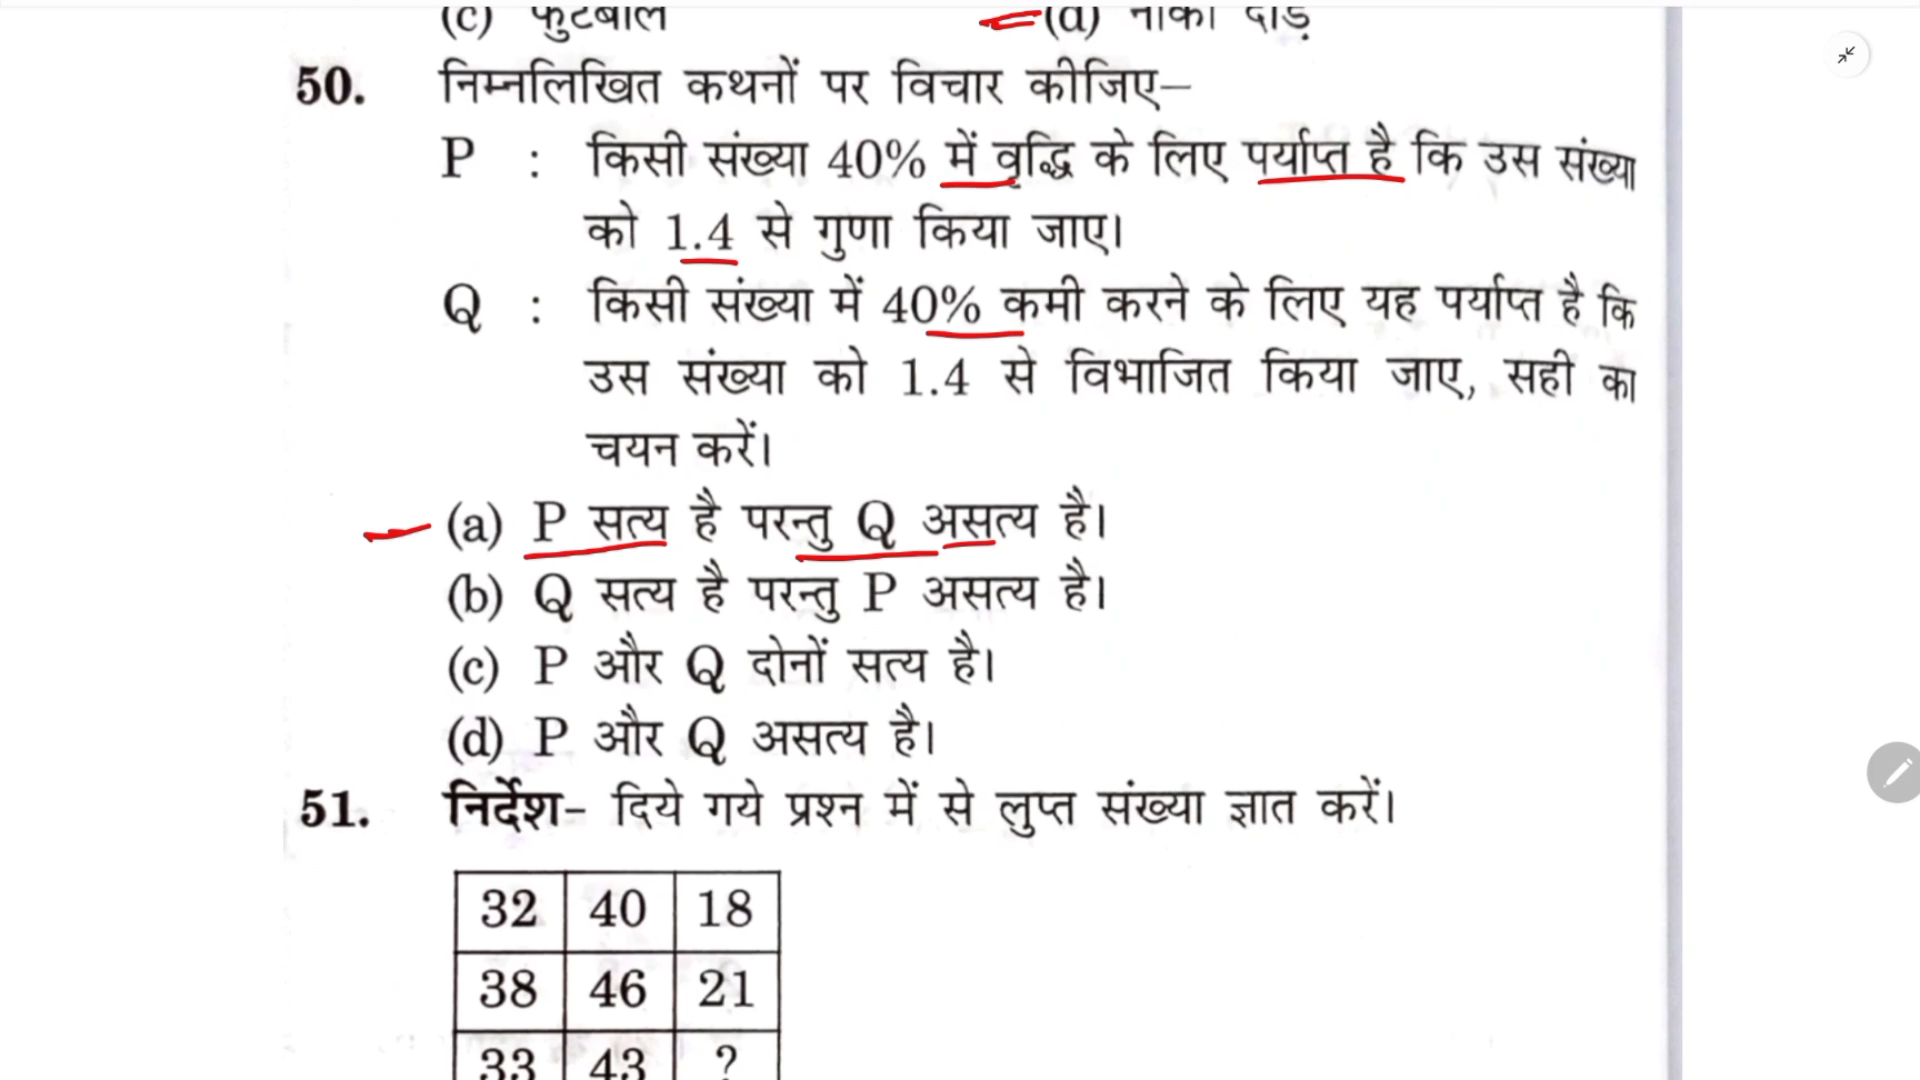 (c) फुटबॉल (d) नौका दौड़
50. निम्नलिखित कथनों पर विचार कीजिए–
P : किसी संख्या 40% में वृद्धि के लिए पर्याप्त है कि उस संख्या
को 1.4 से गुणा किया जाए।
Q : किसी संख्या में 40% कमी करने के लिए यह पर्याप्त है कि
उस संख्या को 1.4 से विभाजित किया जाए, सही का
चयन करें।
(a) P सत्य है परन्तु Q असत्य है।
(b) Q सत्य है परन्तु P असत्य है।
(c) P और Q दोनों सत्य है।
(d) P और Q असत्य है।
51. निर्देश- दिये गये प्रश्न में से लुप्त संख्या ज्ञात करें।
32 40 18
38 46 21
33 43 ?